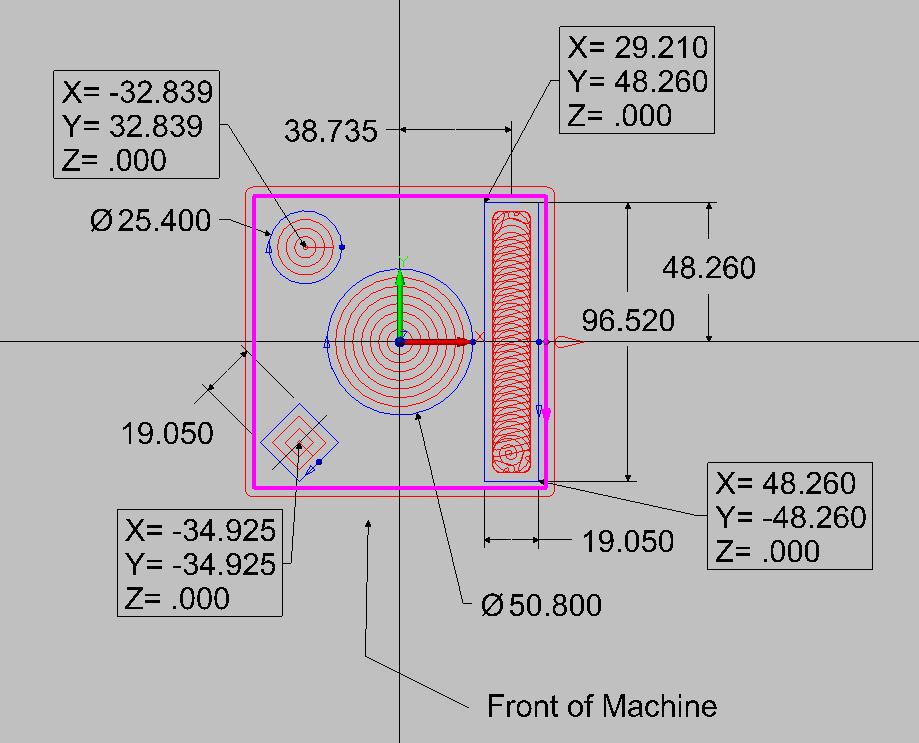 X= 29.210
Y= 48.260
Z= .000
X= -32.839
Y= 32.839
Z= .000
38.735
Ø25.400
48.260
96.520
Y
X
19.050
X= -34.925
Y= -34.925
Z= .000
X= 48.260
Y= -48.260
Z= .000
19.050
Ø50.800
Front of Machine